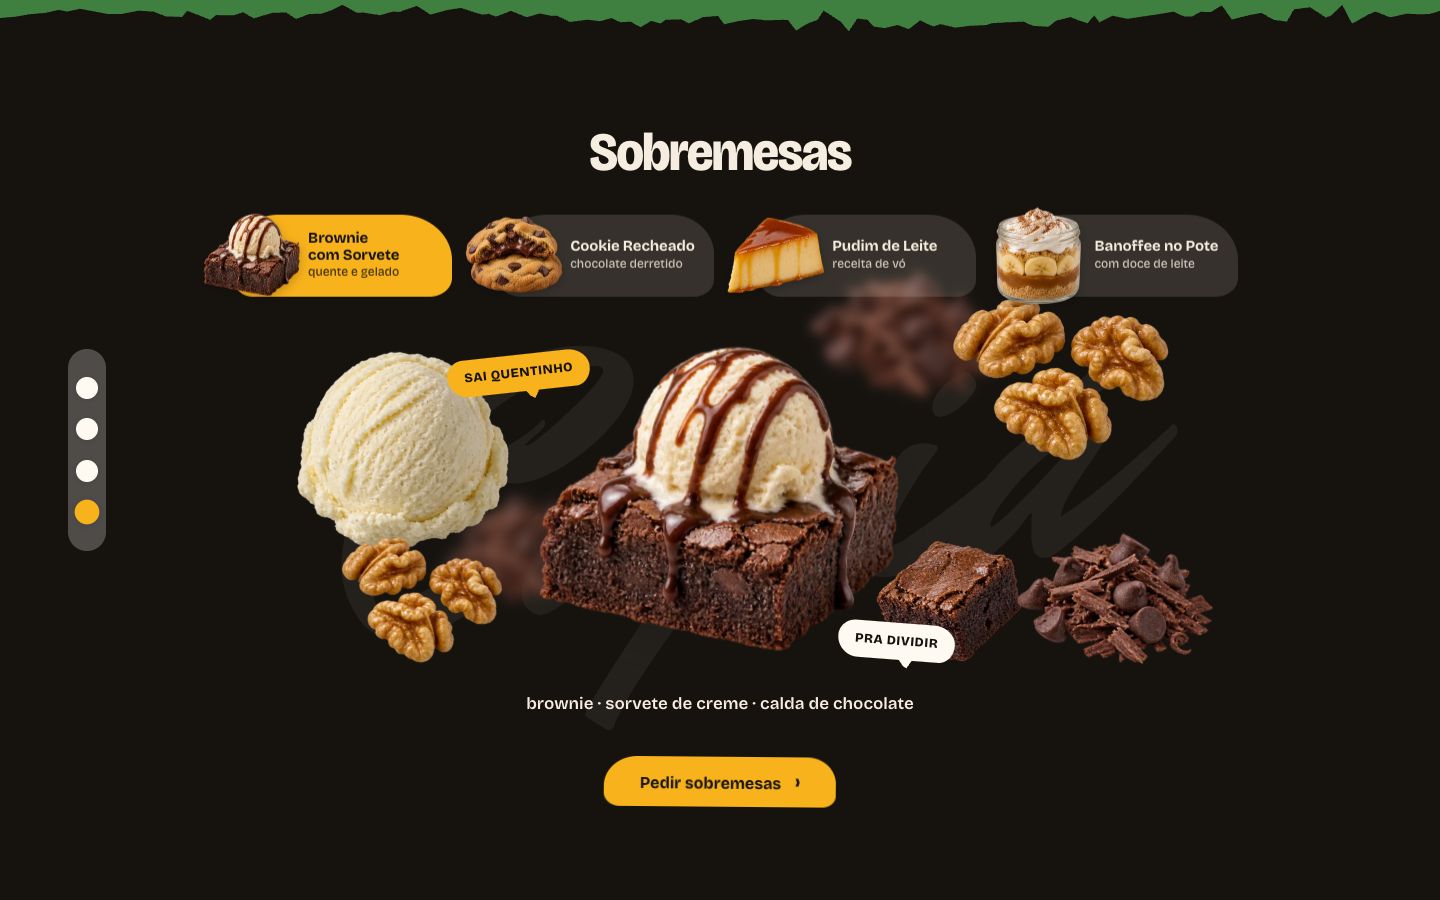 Sobremesas
Brownie
com Sorvete
quente e gelado
Cookie Recheado
chocolate derretido
Pudim de Leite
receita de vó
Banoffee no Pote
com doce de leite
SAI QUENTINHO
PRA DIVIDIR
brownie · sorvete de creme · calda de chocolate
Pedir sobremesas ›